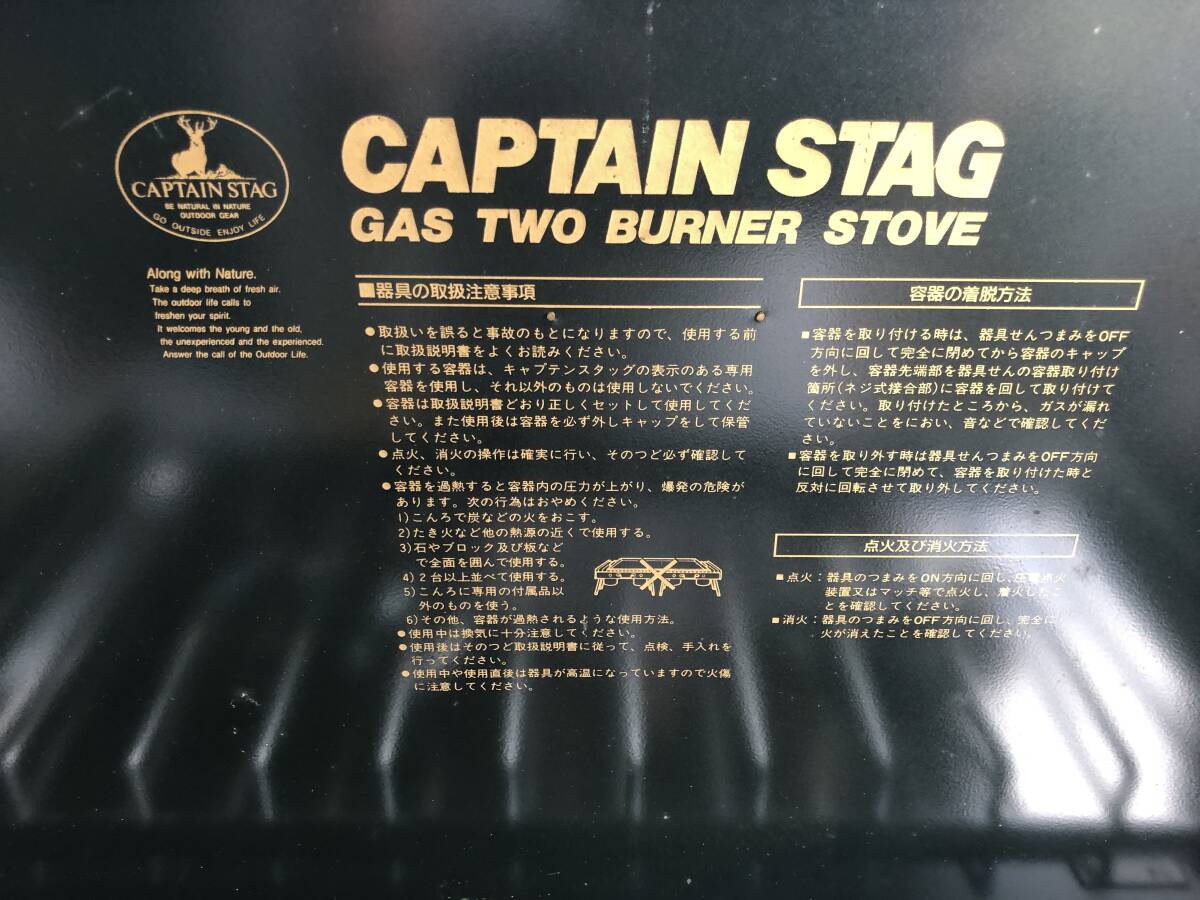 CAPTAIN STAG
BE NATURAL IN NATURE
OUTDOOR GEAR
GO OUTSIDE ENJOY LIFE
CAPTAIN STAG
GAS TWO BURNER STOVE
Along with Nature.
Take a deep breath of fresh air.
The outdoor life calls to
freshen your spirit.
It welcomes the young and the old,
the unexperienced and the experienced.
Answer the call of the Outdoor Life.
■器具の取扱注意事項
●取扱いを誤ると事故のもとになりますので、使用する前
に取扱説明書をよくお読みください。
●使用する容器は、キャプテンスタッグの表示のある専用
容器を使用し、それ以外のものは使用しないでください。
●容器は取扱説明書どおり正しくセットして使用してくだ
さい。また使用後は容器を必ず外しキャップをして保管
してください。
●点火、消火の操作は確実に行い、そのつど必ず確認して
ください。
●容器を過熱すると容器内の圧力が上がり、爆発の危険が
あります。次の行為はおやめください。
1)こんろで炭などの火をおこす。
2)たき火など他の熱源の近くで使用する。
3)石やブロック及び板など
で全面を囲んで使用する。
4)2台以上並べて使用する。
5)こんろに専用の付属品以
外のものを使う。
6)その他、容器が過熱されるような使用方法。
●使用中は換気に十分注意してください。
●使用後はそのつど取扱説明書に従って、点検、手入れを
行ってください。
●使用中や使用直後は器具が高温になっていますので火傷
に注意してください。
容器の着脱方法
■容器を取り付ける時は、器具せんつまみをOFF
方向に回して完全に閉めてから容器のキャップ
を外し、容器先端部を器具せんの容器取り付け
箇所(ネジ式接合部)に容器を回して取り付けて
ください。取り付けたところから、ガスが漏れ
ていないことをにおい、音などで確認してくだ
さい。
■容器を取り外す時は器具せんつまみをOFF方向
に回して完全に閉めて、容器を取り付けた時と
反対に回転させて取り外してください。
点火及び消火方法
■点火：器具のつまみをON方向に回し、圧電点火
装置又はマッチ等で点火し、着火したこ
とを確認してください。
■消火：器具のつまみをOFF方向に回し、完全に
火が消えたことを確認してください。